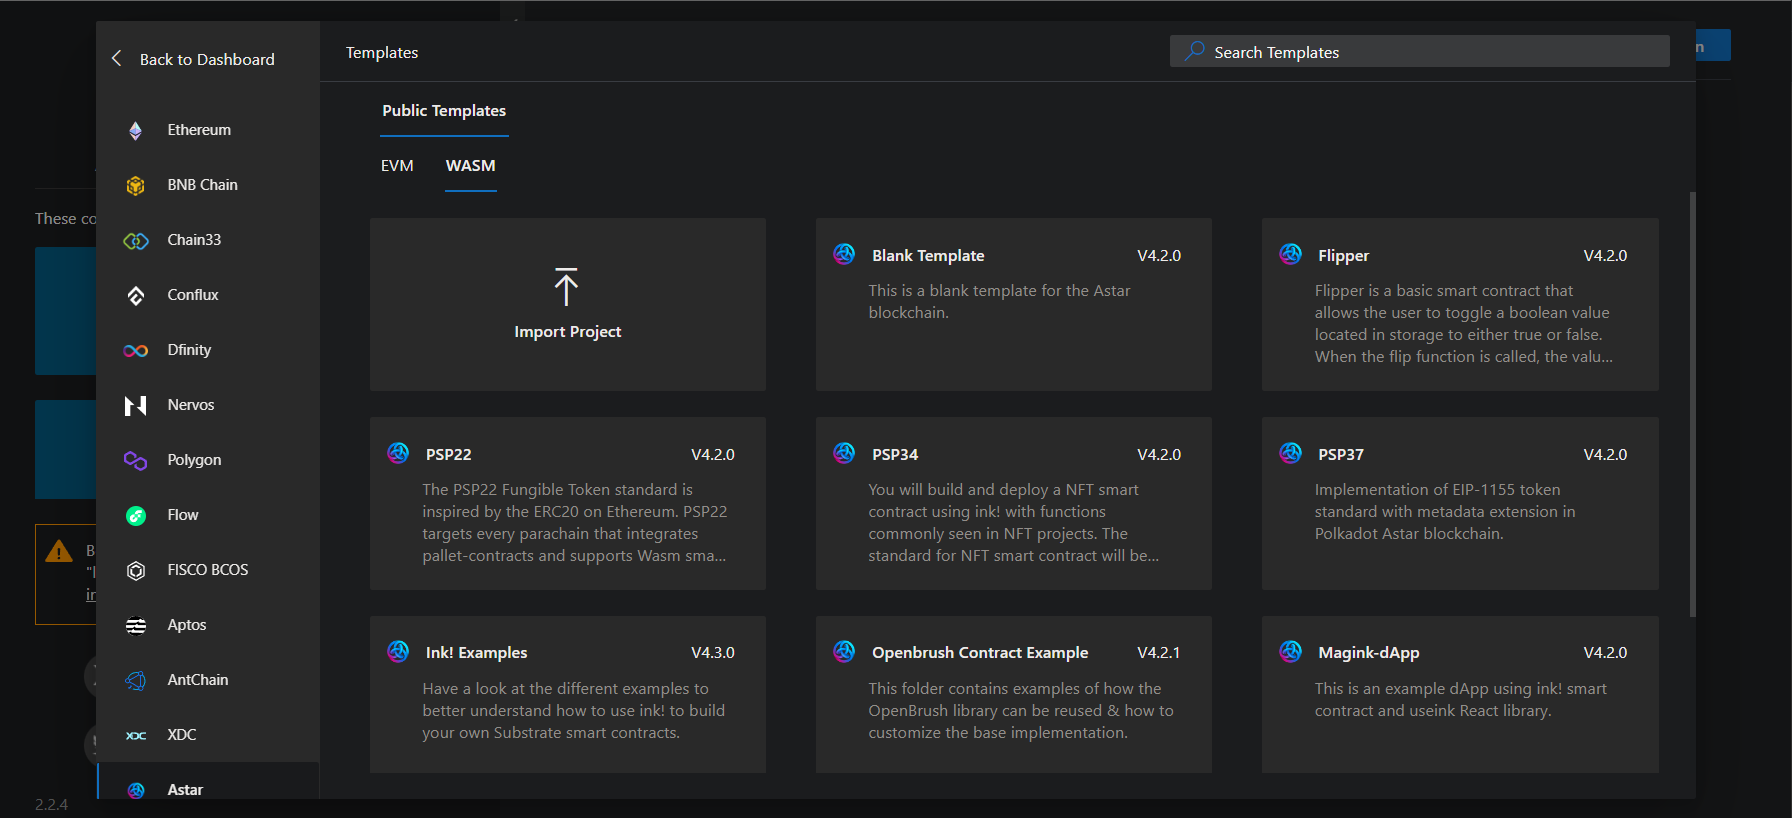 Back to Dashboard
Templates
Search Templates
n
Public Templates
EVM
WASM
Ethereum
BNB Chain
Chain33
Conflux
Dfinity
Nervos
Polygon
Flow
FISCO BCOS
Aptos
AntChain
XDC
Astar
Import Project
Blank Template
V4.2.0
This is a blank template for the Astar
blockchain.
Flipper
V4.2.0
Flipper is a basic smart contract that
allows the user to toggle a boolean value
located in storage to either true or false.
When the flip function is called, the valu...
PSP22
V4.2.0
The PSP22 Fungible Token standard is
inspired by the ERC20 on Ethereum. PSP22
targets every parachain that integrates
pallet-contracts and supports Wasm sma...
PSP34
V4.2.0
You will build and deploy a NFT smart
contract using ink! with functions
commonly seen in NFT projects. The
standard for NFT smart contract will be...
PSP37
V4.2.0
Implementation of EIP-1155 token
standard with metadata extension in
Polkadot Astar blockchain.
Ink! Examples
V4.3.0
Have a look at the different examples to
better understand how to use ink! to build
your own Substrate smart contracts.
Openbrush Contract Example
V4.2.1
This folder contains examples of how the
OpenBrush library can be reused & how to
customize the base implementation.
Magink-dApp
V4.2.0
This is an example dApp using ink! smart
contract and useink React library.
These co
B
in
2.2.4